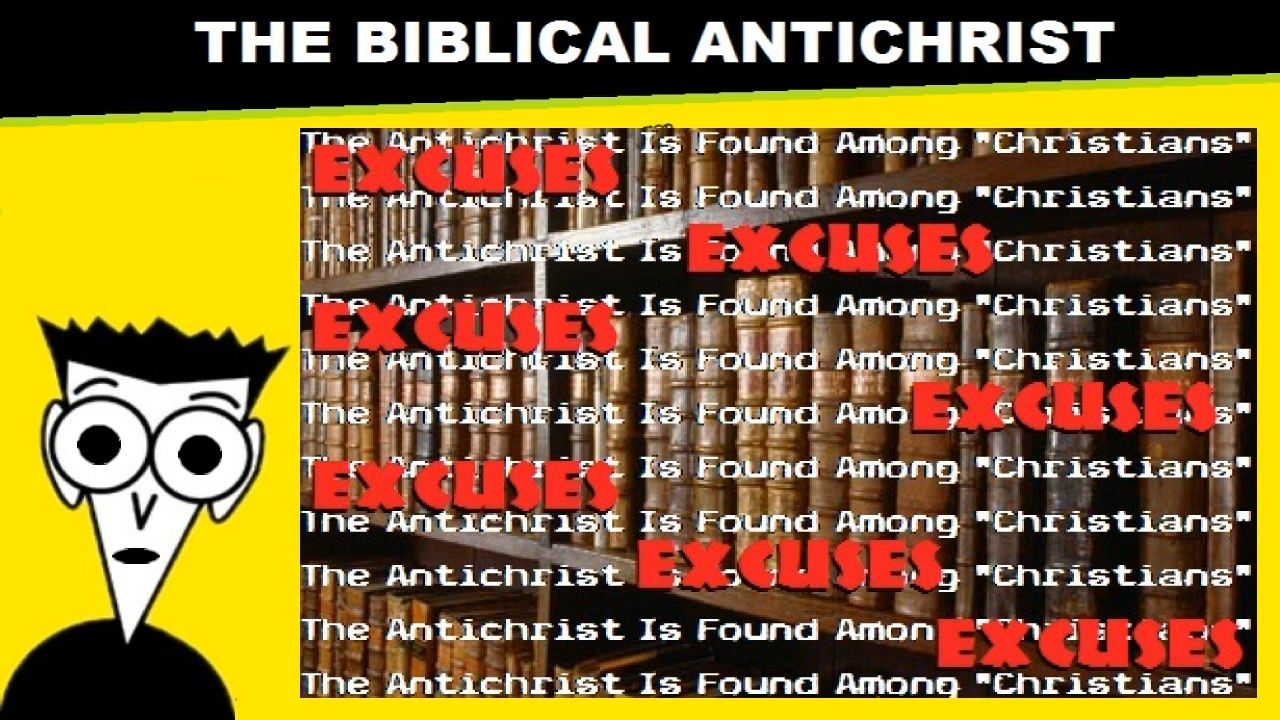 THE BIBLICAL ANTICHRIST
The Antichrist Is Found Among "Christians"
EXCUSES
The Antichrist Is Found Among "Christians"
EXCUSES
The Antichrist Is Found Among "Christians"
The Antichrist Is Found Among "Christians"
EXCUSES
The Antichrist Is Found Among "Christians"
EXCUSES
The Antichrist Is Found Among "Christians"
The Antichrist Is Found Among "Christians"
EXCUSES
The Antichrist Is Found Among "Christians"
EXCUSES
The Antichrist Is Found Among "Christians"
The Antichrist Is Found Among "Christians"
EXCUSES
The Antichrist Is Found Among "Christians"